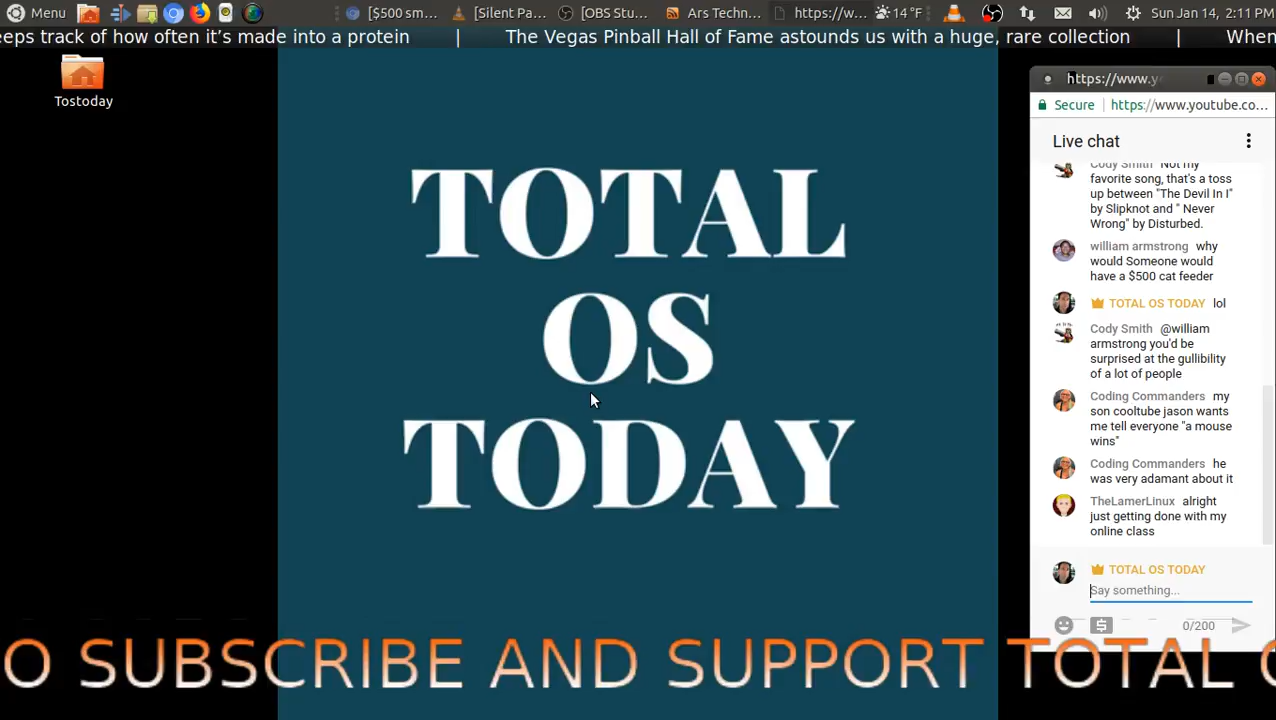 Menu [$500 sm... [Silent Pa... [OBS Stu... Ars Techn... https://w... 14 °F Sun Jan 14, 2:11 PM
eeps track of how often it’s made into a protein | The Vegas Pinball Hall of Fame astounds us with a huge, rare collection | When
Tostoday
TOTAL
OS
TODAY
https://www.y
Secure | https://www.youtube.co...
Live chat
Cody Smith Not my
favorite song, that's a toss
up between "The Devil In I"
by Slipknot and " Never
Wrong" by Disturbed.
william armstrong why
would Someone would
have a $500 cat feeder
TOTAL OS TODAY lol
Cody Smith @william
armstrong you'd be
surprised at the gullibility
of a lot of people
Coding Commanders my
son cooltube jason wants
me tell everyone "a mouse
wins"
Coding Commanders he
was very adamant about it
TheLamerLinux alright
just getting done with my
online class
TOTAL OS TODAY
Say something...
0/200
O SUBSCRIBE AND SUPPORT TOTAL O